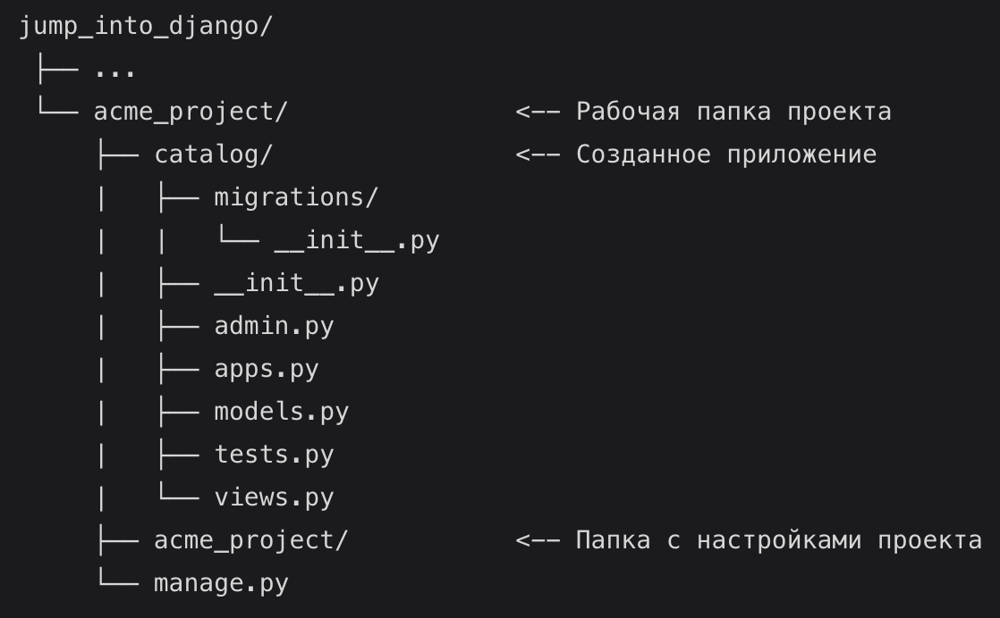 jump_into_django/
 ├── ...
 └── acme_project/               <-- Рабочая папка проекта
     ├── catalog/                <-- Созданное приложение
     |   ├── migrations/
     |   |   └── __init__.py
     |   ├── __init__.py
     |   ├── admin.py
     |   ├── apps.py
     |   ├── models.py
     |   ├── tests.py
     |   └── views.py
     ├── acme_project/           <-- Папка с настройками проекта
     └── manage.py